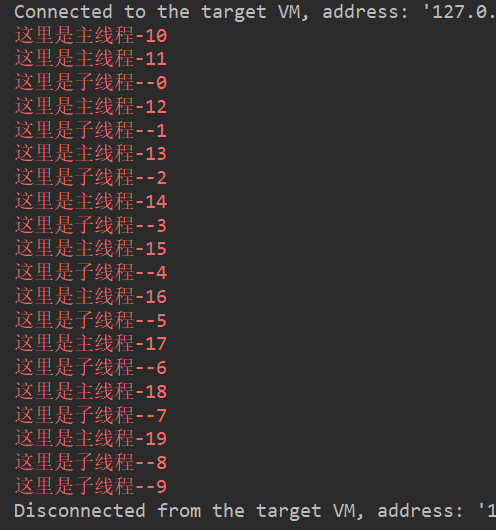 Connected to the target VM, address: '127.0.
这里是主线程-10
这里是主线程-11
这里是子线程--0
这里是主线程-12
这里是子线程--1
这里是主线程-13
这里是子线程--2
这里是主线程-14
这里是子线程--3
这里是主线程-15
这里是子线程--4
这里是主线程-16
这里是子线程--5
这里是主线程-17
这里是子线程--6
这里是主线程-18
这里是子线程--7
这里是主线程-19
这里是子线程--8
这里是子线程--9
Disconnected from the target VM, address: '1